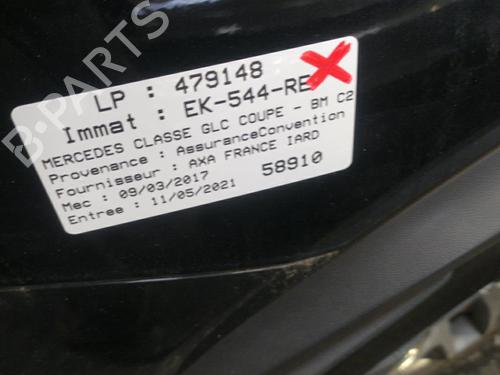 LP : 479148
Immat : EK-544-RE
MERCEDES CLASSE GLC COUPE - BM C2
Provenance : AssuranceConvention
Fournisseur : AXA FRANCE IARD
Mec : 09/03/2017
58910
Entree : 11/05/2021
B-PARTS